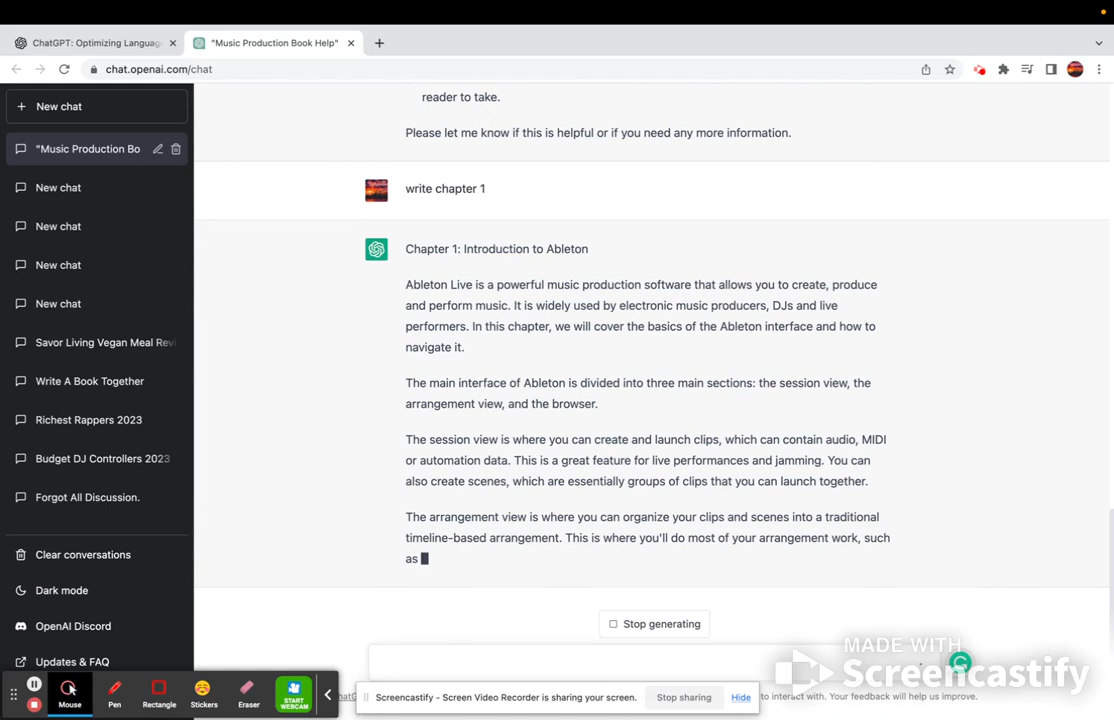 ChatGPT: Optimizing Languag
"Music Production Book Help"
chat.openai.com/chat
New chat
"Music Production Bo
New chat
New chat
New chat
New chat
Savor Living Vegan Meal Revi
Write A Book Together
Richest Rappers 2023
Budget DJ Controllers 2023
Forgot All Discussion.
Clear conversations
Dark mode
OpenAI Discord
Updates & FAQ
reader to take.
Please let me know if this is helpful or if you need any more information.
write chapter 1
Chapter 1: Introduction to Ableton
Ableton Live is a powerful music production software that allows you to create, produce
and perform music. It is widely used by electronic music producers, DJs and live
performers. In this chapter, we will cover the basics of the Ableton interface and how to
navigate it.
The main interface of Ableton is divided into three main sections: the session view, the
arrangement view, and the browser.
The session view is where you can create and launch clips, which can contain audio, MIDI
or automation data. This is a great feature for live performances and jamming. You can
also create scenes, which are essentially groups of clips that you can launch together.
The arrangement view is where you can organize your clips and scenes into a traditional
timeline-based arrangement. This is where you'll do most of your arrangement work, such
as
Stop generating
MADE WITH
Screencastify
Screencastify - Screen Video Recorder is sharing your screen.
Stop sharing
Hide
to interact with. Your feedback will help us improve.
Mouse
Pen
Rectangle
Stickers
Eraser
START
WEBCAM